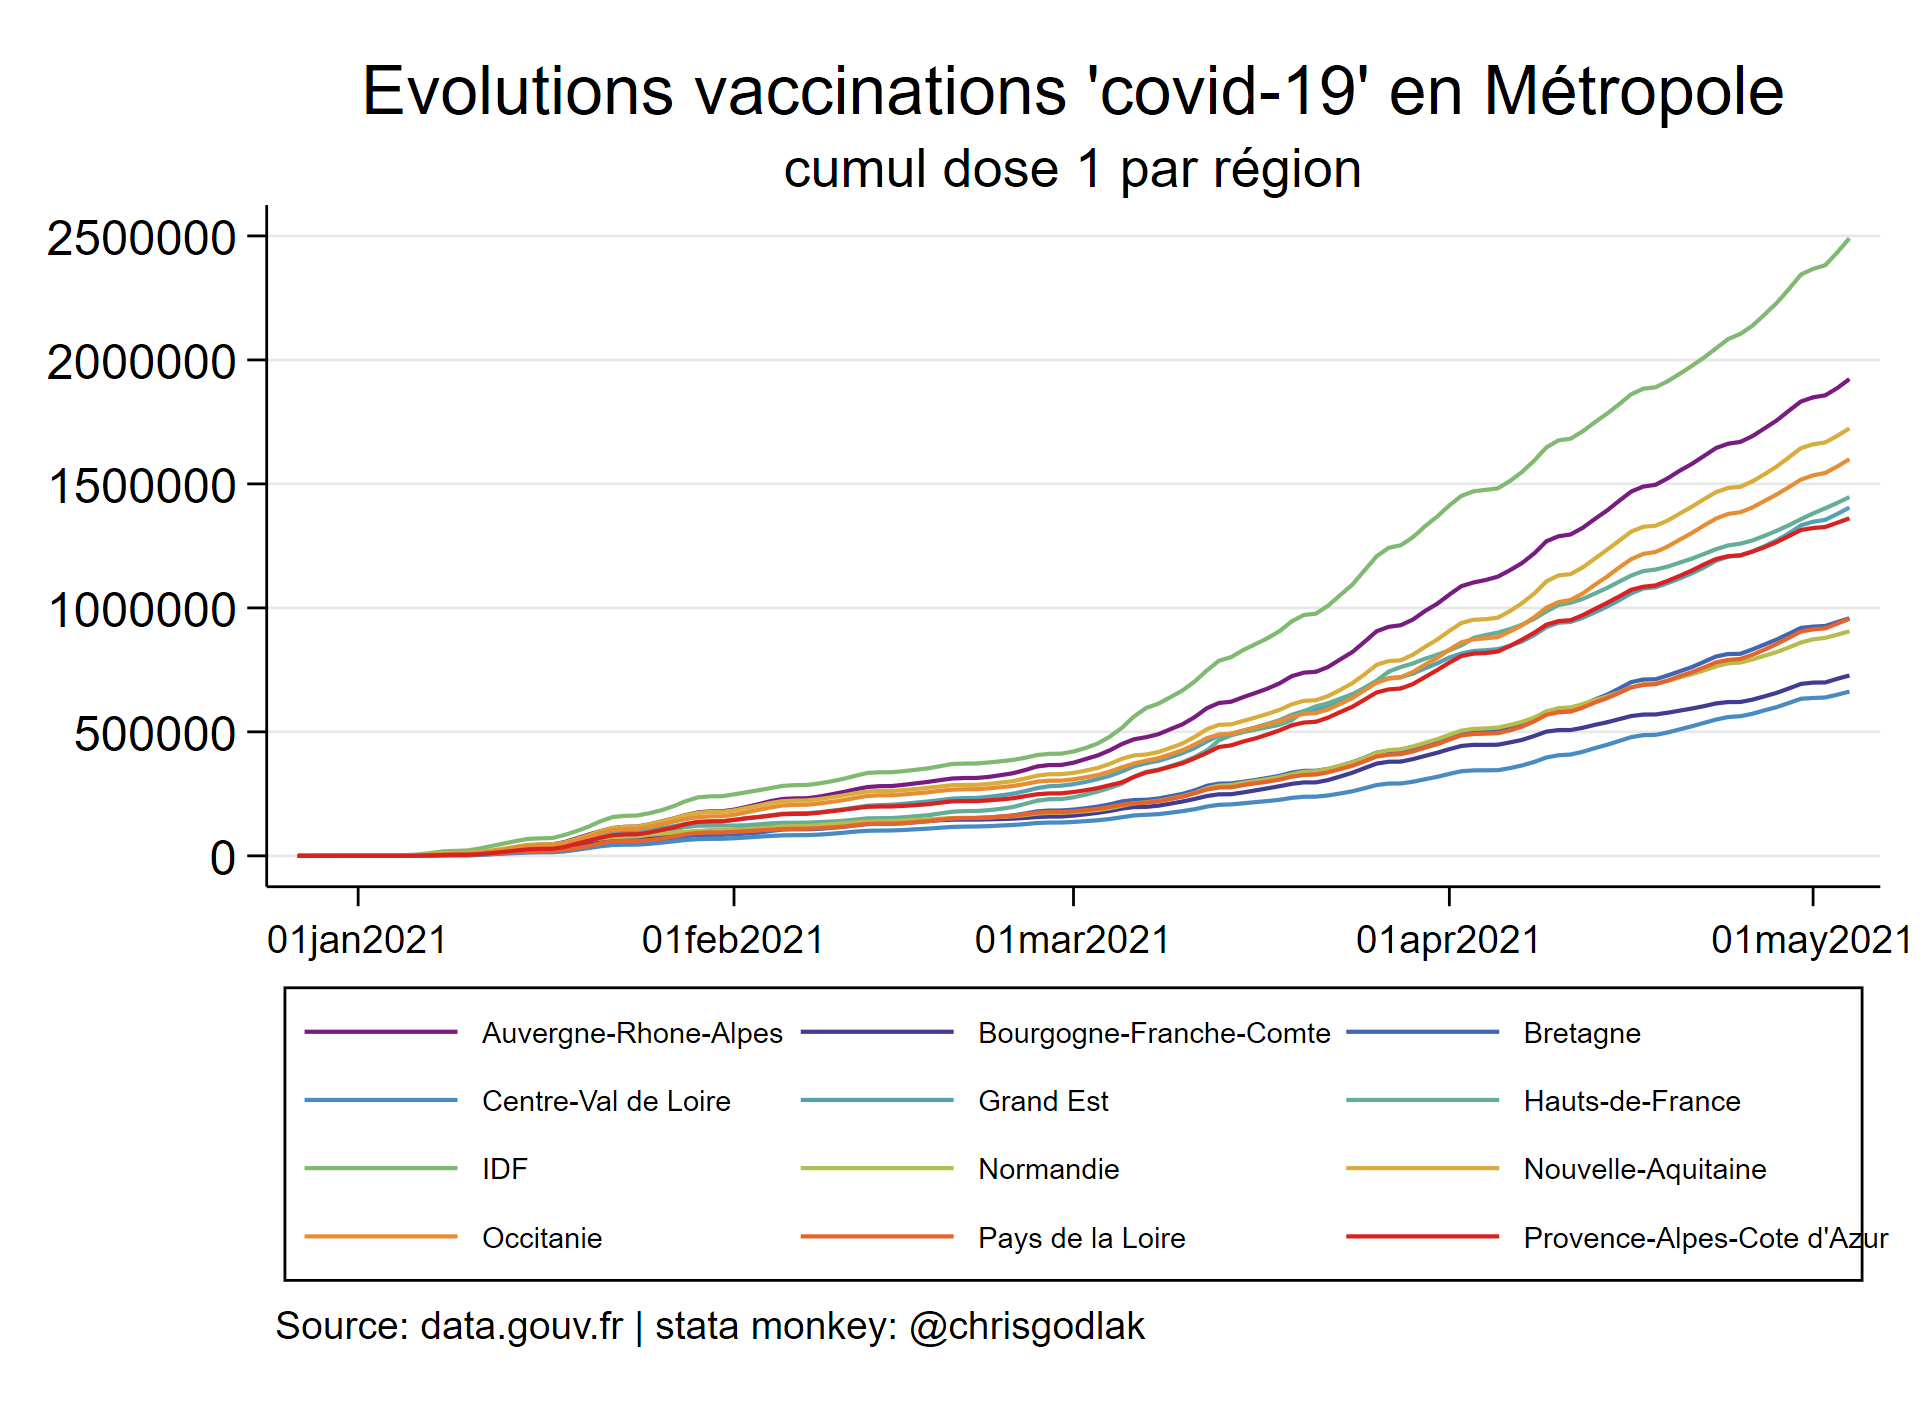 Evolutions vaccinations 'covid-19' en Métropole
cumul dose 1 par région
2500000
2000000
1500000
1000000
500000
0
01jan2021 01feb2021 01mar2021 01apr2021 01may2021
Auvergne-Rhone-Alpes Bourgogne-Franche-Comte Bretagne
Centre-Val de Loire Grand Est Hauts-de-France
IDF Normandie Nouvelle-Aquitaine
Occitanie Pays de la Loire Provence-Alpes-Cote d'Azur
Source: data.gouv.fr | stata monkey: @chrisgodlak